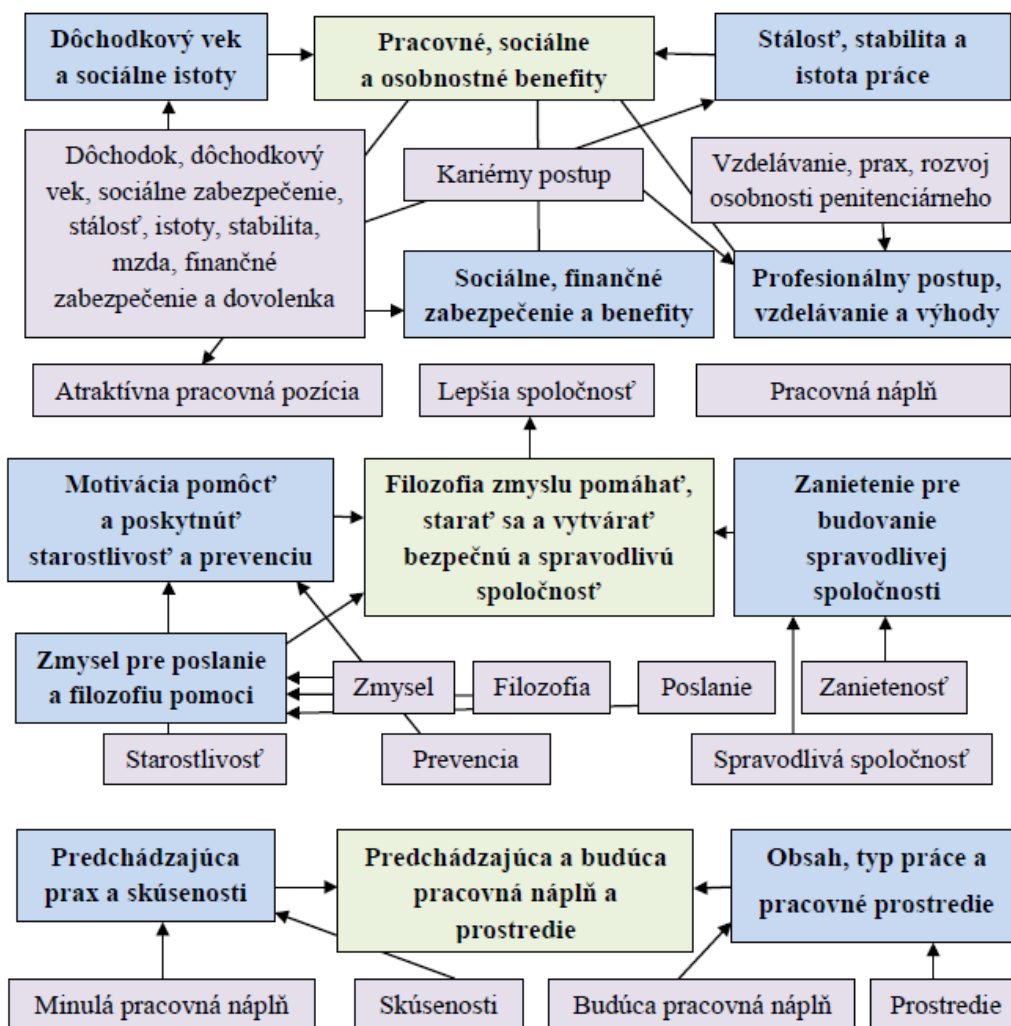 Dôchodkový vek
a sociálne istoty
Pracovné, sociálne
a osobnostné benefity
Stálosť, stabilita a
istota práce
Dôchodok, dôchodkový
vek, sociálne zabezpečenie,
stálosť, istoty, stabilita,
mzda, finančné
zabezpečenie a dovolenka
Kariérny postup
Vzdelávanie, prax, rozvoj
osobnosti penitenciárneho
Sociálne, finančné
zabezpečenie a benefity
Profesionálny postup,
vzdelávanie a výhody
Atraktívna pracovná pozícia
Lepšia spoločnosť
Pracovná náplň
Motivácia pomôcť
a poskytnúť
starostlivosť a prevenciu
Filozofia zmyslu pomáhať,
starať sa a vytvárať
bezpečnú a spravodlivú
spoločnosť
Zanietenie pre
budovanie
spravodlivej
spoločnosti
Zmysel pre poslanie
a filozofiu pomoci
Zmysel
Filozofía
Poslanie
Zanietenosť
Starostlivosť
Prevencia
Spravodlivá spoločnosť
Predchádzajúca
prax a skúsenosti
Predchádzajúca a budúca
pracovná náplň a
prostredie
Obsah, typ práce a
pracovné prostredie
Minulá pracovná náplň
Skúsenosti
Budúca pracovná náplň
Prostredie